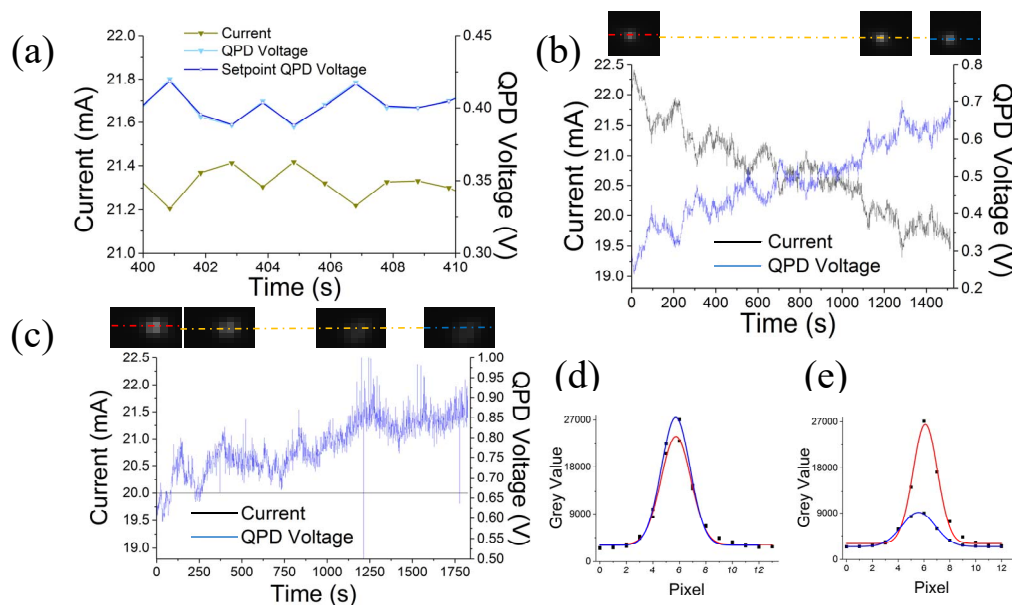 (a)
Current
QPD Voltage
Setpoint QPD Voltage
22.0
21.8
21.6
21.4
21.2
21.0
Current (mA)
0.45
0.40
0.35
0.30
QPD Voltage (V)
400 402 404 406 408 410
Time (s)
(b)
22.5
22.0
21.5
21.0
20.5
20.0
19.5
19.0
Current (mA)
0.8
0.7
0.6
0.5
0.4
0.3
0.2
QPD Voltage (V)
Current
QPD Voltage
0 200 400 600 800 1000 1200 1400
Time (s)
(c)
22.5
22.0
21.5
21.0
20.5
20.0
19.5
19.0
Current (mA)
1.00
0.95
0.90
0.85
0.80
0.75
0.70
0.65
0.60
0.55
0.50
QPD Voltage (V)
Current
QPD Voltage
0 250 500 750 1000 1250 1500 1750
Time (s)
(d)
27000
18000
9000
0
Grey Value
0 2 4 6 8 10 12
Pixel
(e)
27000
18000
9000
0
Grey Value
0 2 4 6 8 10 12
Pixel